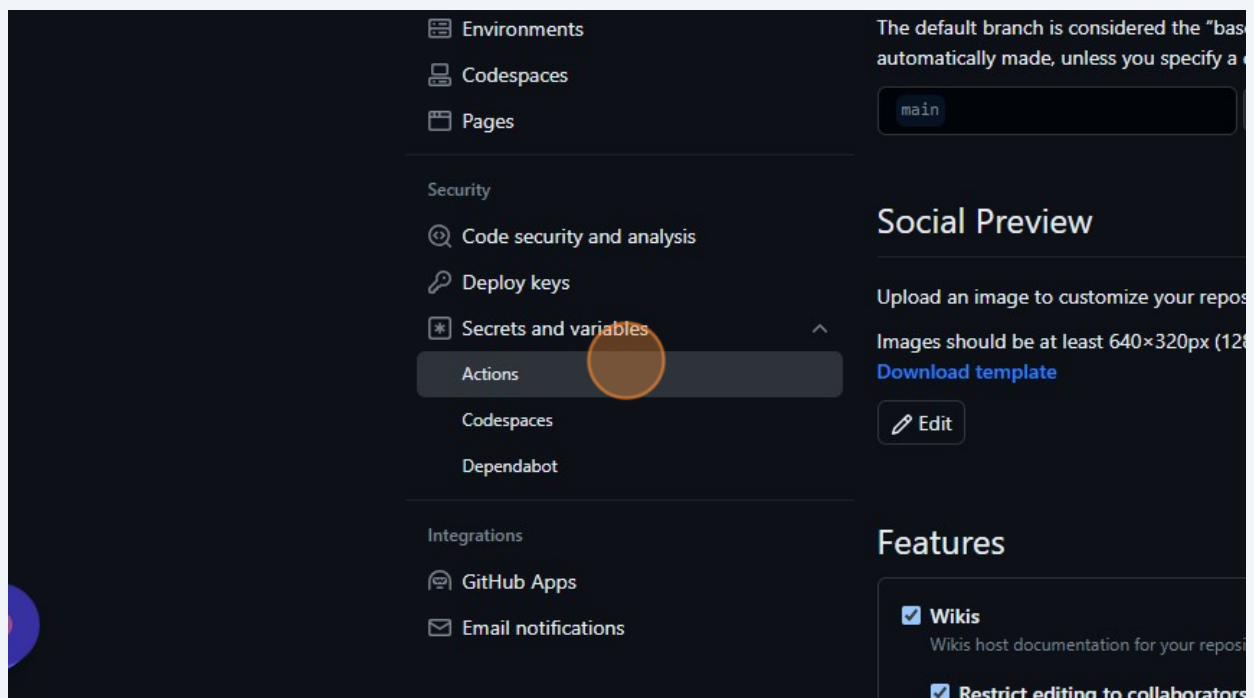 Environments
Codespaces
Pages
Security
Code security and analysis
Deploy keys
Secrets and variables
Actions
Codespaces
Dependabot
Integrations
GitHub Apps
Email notifications
The default branch is considered the “bas
automatically made, unless you specify a
main
Social Preview
Upload an image to customize your repos
Images should be at least 640×320px (128
Download template
Edit
Features
Wikis
Wikis host documentation for your reposi
Restrict editing to collaborators